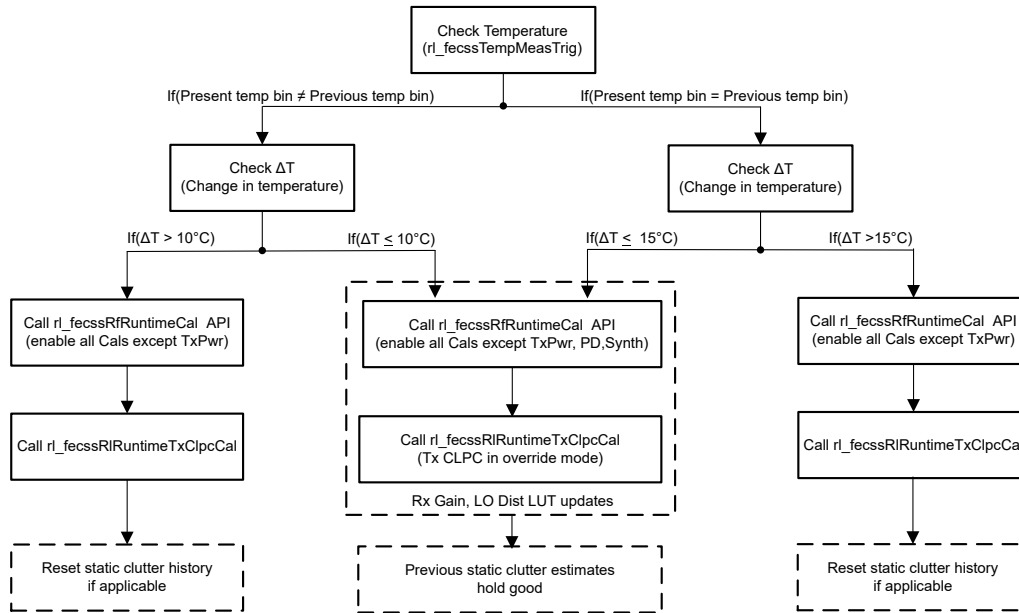 Check Temperature
(rl_fecssTempMeasTrig)
If(Present temp bin ≠ Previous temp bin)
If(Present temp bin = Previous temp bin)
Check ΔT
(Change in temperature)
Check ΔT
(Change in temperature)
If(ΔT > 10°C)
If(ΔT ≤ 10°C)
If(ΔT ≤ 15°C)
If(ΔT >15°C)
Call rl_fecssRfRuntimeCal API
(enable all Cals except TxPwr)
Call rl_fecssRfRuntimeCal API
(enable all Cals except TxPwr, PD,Synth)
Call rl_fecssRfRuntimeCal API
(enable all Cals except TxPwr)
Call rl_fecssRlRuntimeTxClpcCal
Call rl_fecssRlRuntimeTxClpcCal
(Tx CLPC in override mode)
Call rl_fecssRlRuntimeTxClpcCal
Rx Gain, LO Dist LUT updates
Reset static clutter history
if applicable
Previous static clutter estimates
hold good
Reset static clutter history
if applicable